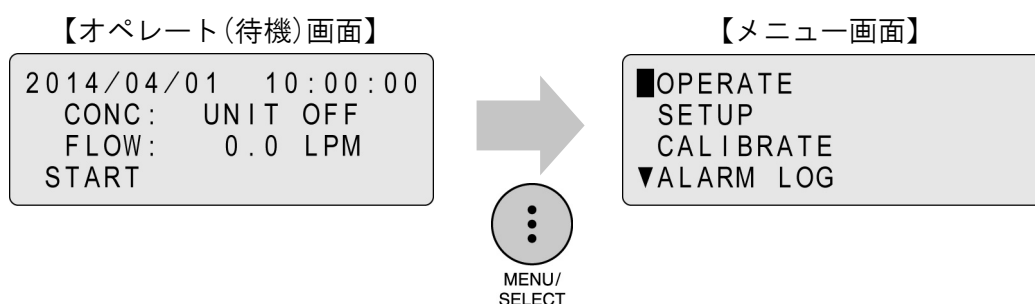 【オペレート(待機)画面】
2014/04/01 10:00:00
CONC: UNIT OFF
FLOW: 0.0 LPM
START
MENU/
SELECT
【メニュー画面】
OPERATE
SETUP
CALIBRATE
▼ALARM LOG